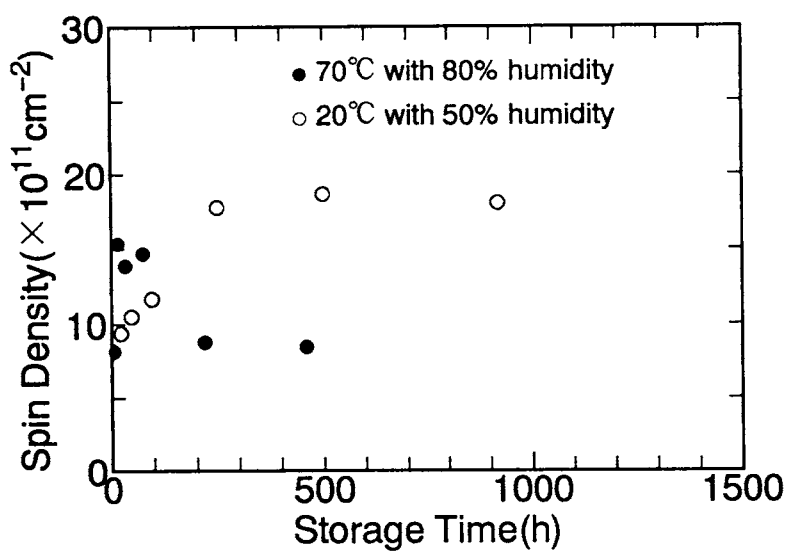 30
● 70℃ with 80% humidity
○ 20℃ with 50% humidity
20
10
0
Spin Density(×10¹¹cm⁻²)
0 500 1000 1500
Storage Time(h)